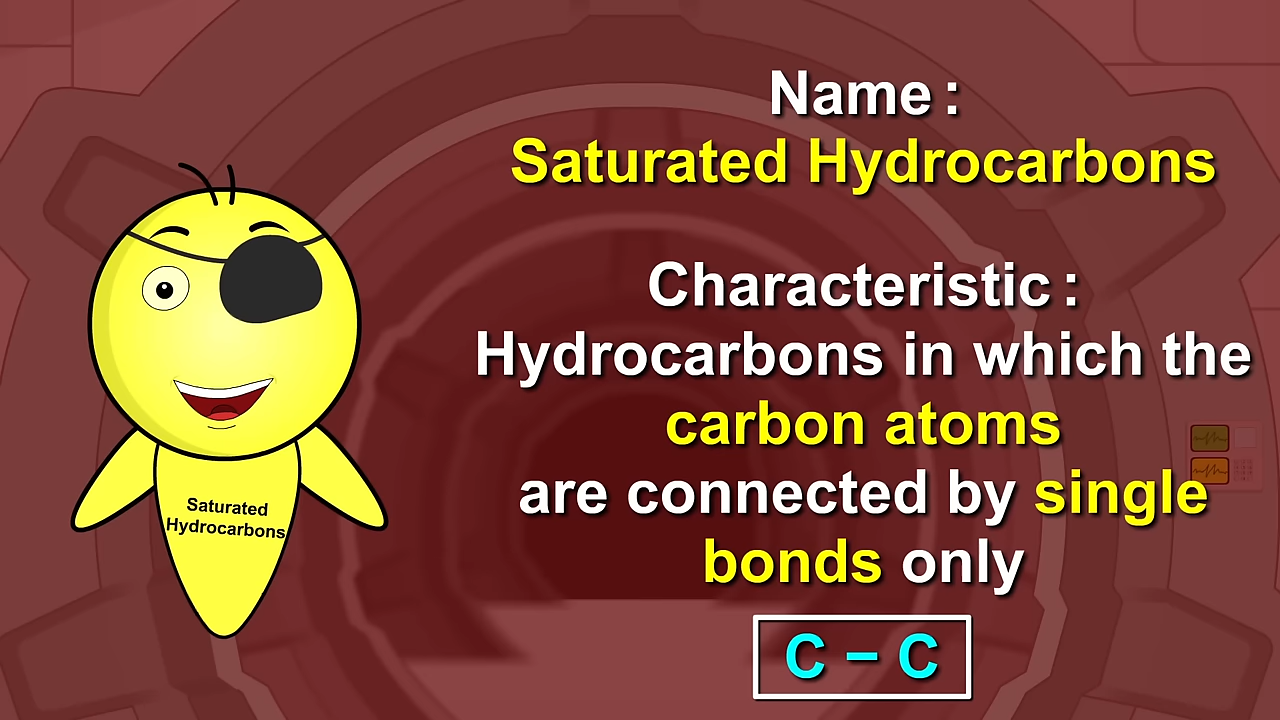 Name :
Saturated Hydrocarbons
Characteristic :
Hydrocarbons in which the
carbon atoms
are connected by single
bonds only
C – C
Saturated
Hydrocarbons